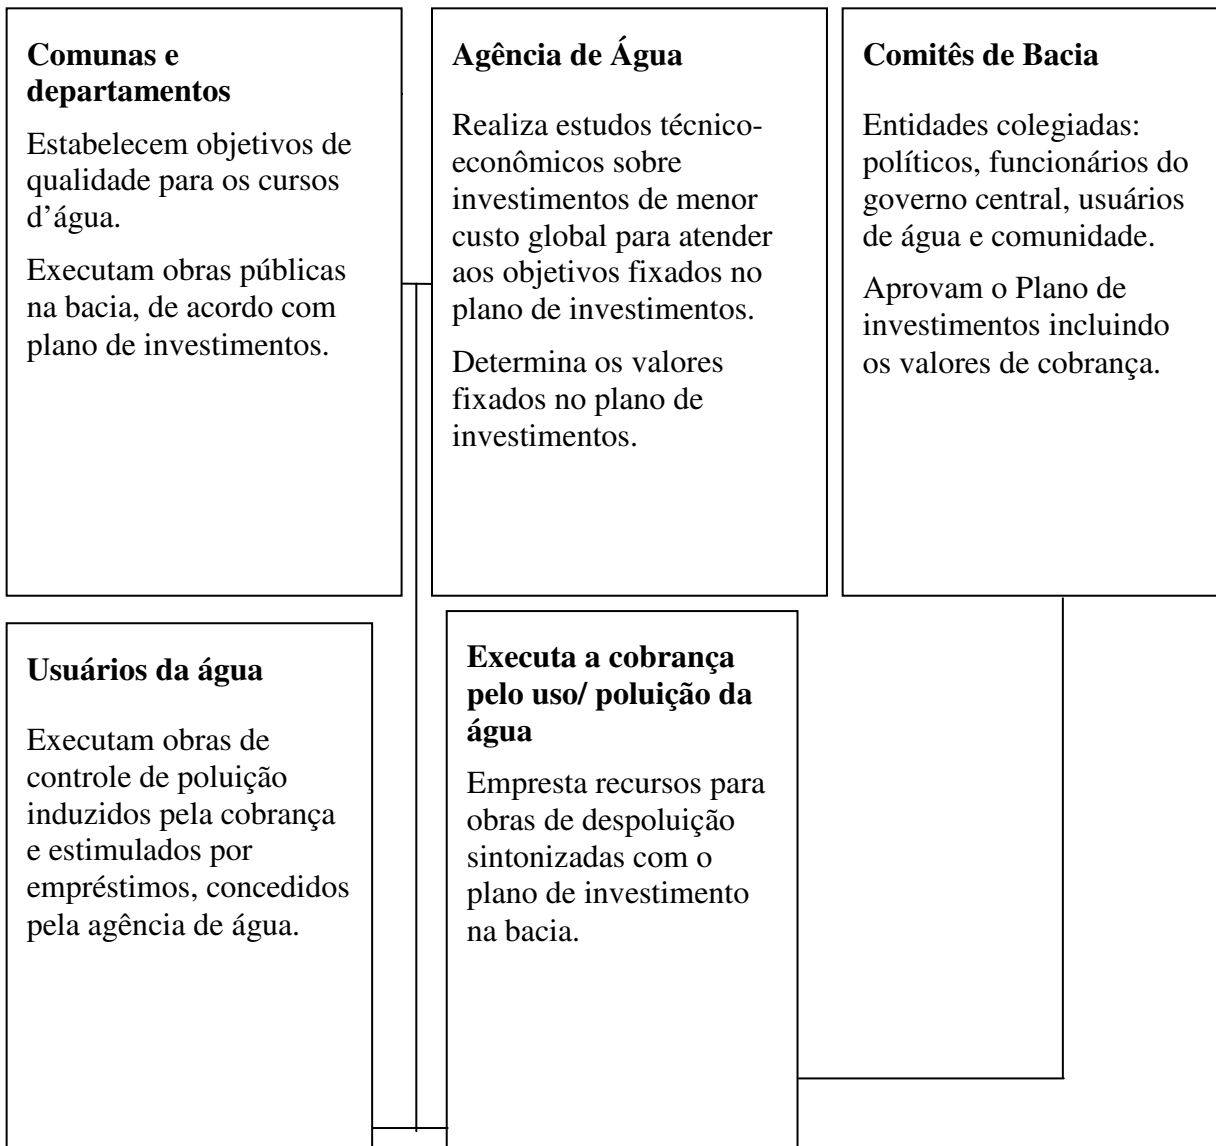 Comunas e
departamentos
Estabelecem objetivos de
qualidade para os cursos
d’água.
Executam obras públicas
na bacia, de acordo com
plano de investimentos.
Agência de Água
Realiza estudos técnico-
econômicos sobre
investimentos de menor
custo global para atender
aos objetivos fixados no
plano de investimentos.
Determina os valores
fixados no plano de
investimentos.
Comitês de Bacia
Entidades colegiadas:
políticos, funcionários do
governo central, usuários
de água e comunidade.
Aprovam o Plano de
investimentos incluindo
os valores de cobrança.
Usuários da água
Executam obras de
controle de poluição
induzidos pela cobrança
e estimulados por
empréstimos, concedidos
pela agência de água.
Executa a cobrança
pelo uso/ poluição da
água
Empresta recursos para
obras de despoluição
sintonizadas com o
plano de investimento
na bacia.